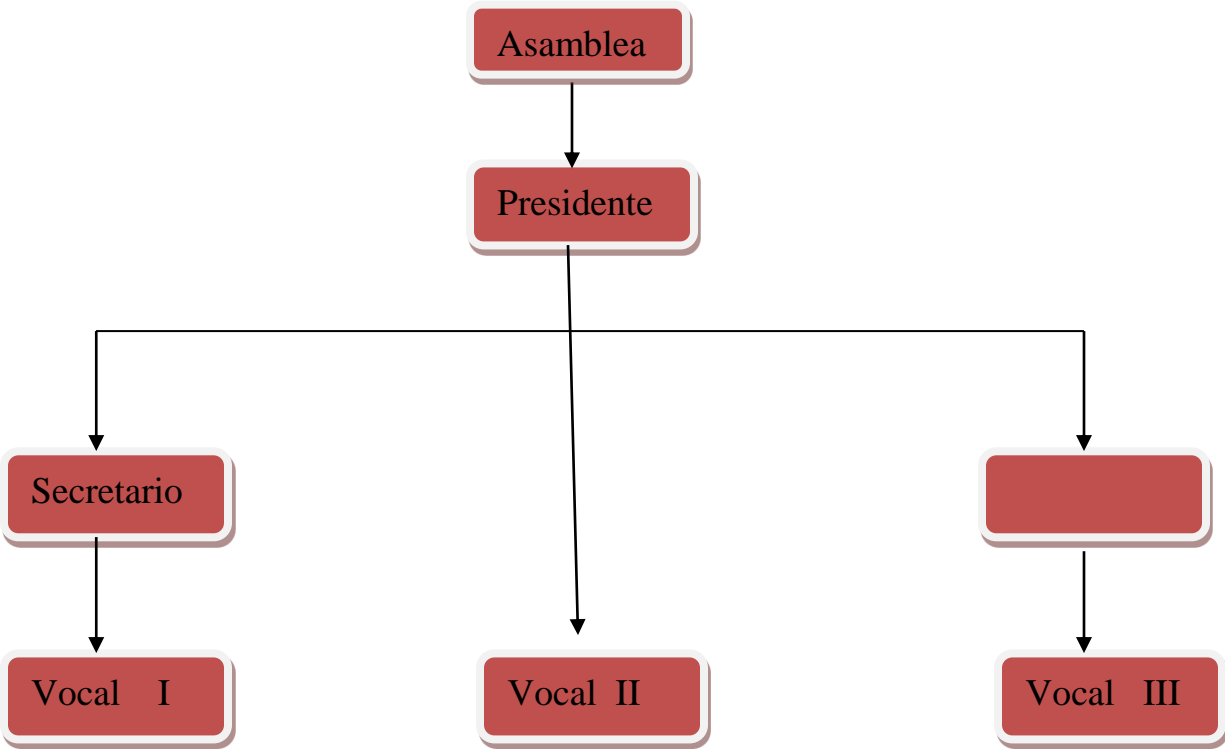 Asamblea
Presidente
Secretario
Vocal I
Vocal II
Vocal III